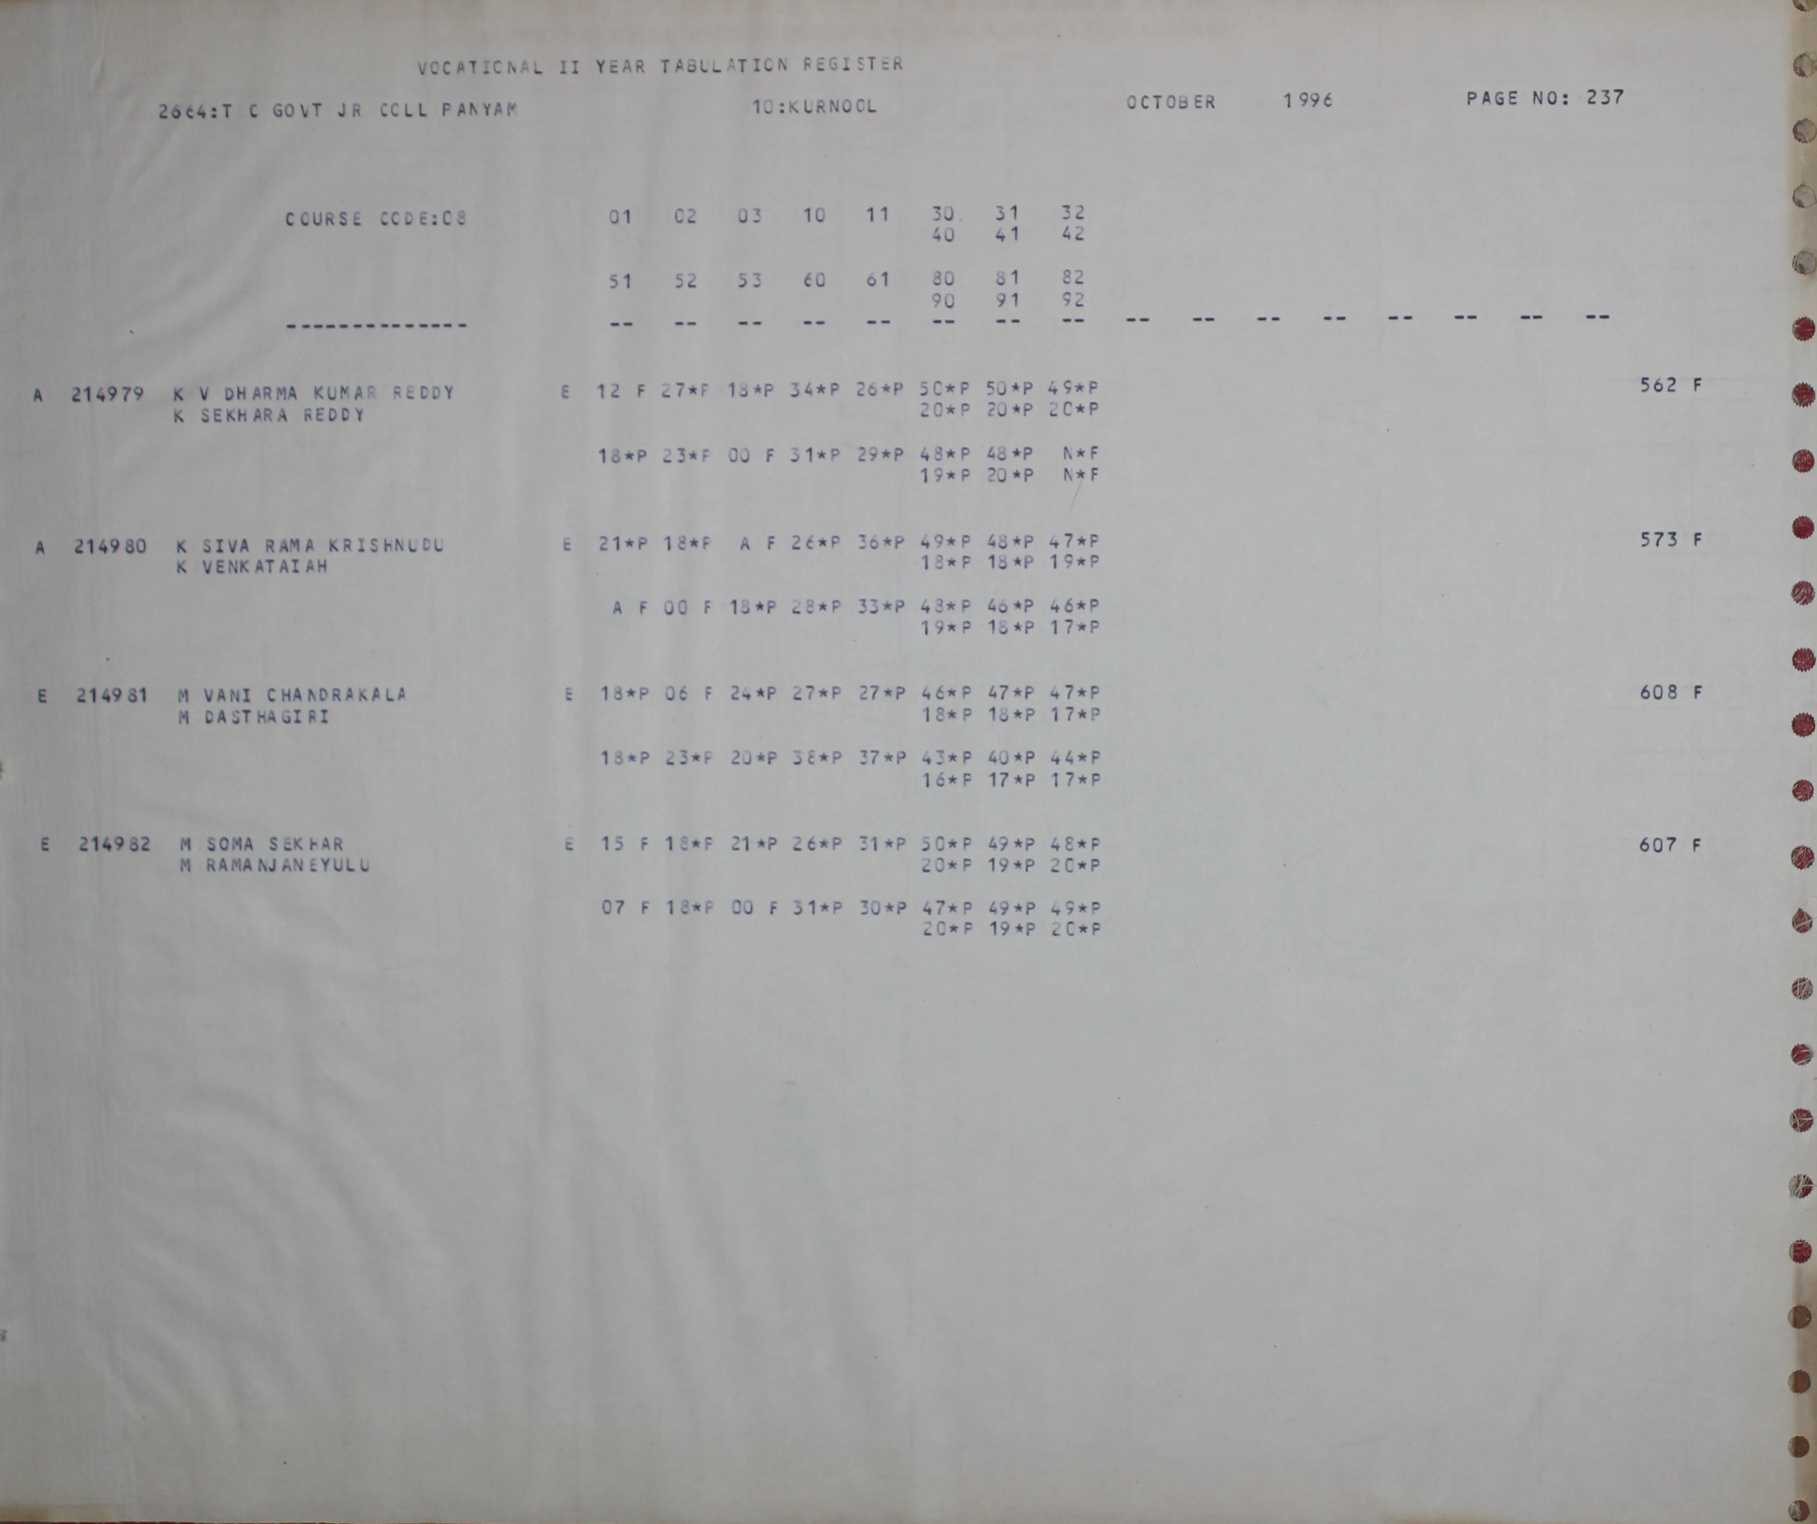 VOCATIONAL II YEAR TABULATION REGISTER
2664:T C GOVT JR COLL PANYAM 10:KURNOOL OCTOBER 1996 PAGE NO: 237
COURSE CODE:08 01 02 03 10 11 30 31 32
40 41 42
51 52 53 60 61 80 81 82
90 91 92
-------------- -- -- -- -- -- -- -- -- -- -- -- -- -- -- -- --
A 214979 K V DHARMA KUMAR REDDY E 12 F 27*P 18*P 34*P 26*P 50*P 50*P 49*P 562 F
K SEKHARA REDDY 20*P 20*P 20*P
18*P 23*P 00 F 31*P 29*P 48*P 48*P N*F
19*P 20*P N*F
A 214980 K SIVA RAMA KRISHNUDU E 21*P 18*P A F 26*P 36*P 49*P 48*P 47*P 573 F
K VENKATAIAH 18*P 18*P 19*P
A F 00 F 18*P 28*P 33*P 48*P 46*P 46*P
19*P 18*P 17*P
E 214981 M VANI CHANDRAKALA E 18*P 06 F 24*P 27*P 27*P 46*P 47*P 47*P 608 F
M DASTHAGIRI 18*P 18*P 17*P
18*P 23*P 20*P 38*P 37*P 43*P 40*P 44*P
16*P 17*P 17*P
E 214982 M SOMA SEKHAR E 15 F 18*P 21*P 26*P 31*P 50*P 49*P 48*P 607 F
M RAMANJANEYULU 20*P 19*P 20*P
07 F 18*P 00 F 31*P 30*P 47*P 49*P 49*P
20*P 19*P 20*P